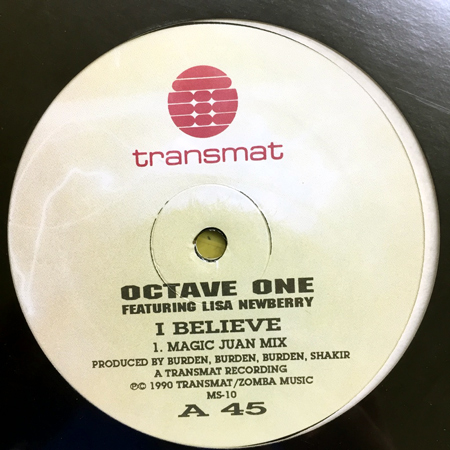 transmat
OCTAVE ONE
FEATURING LISA NEWBERRY
I BELIEVE
1. MAGIC JUAN MIX
PRODUCED BY BURDEN, BURDEN, BURDEN, SHAKIR
A TRANSMAT RECORDING
℗© 1990 TRANSMAT/ZOMBA MUSIC
MS-10
A 45